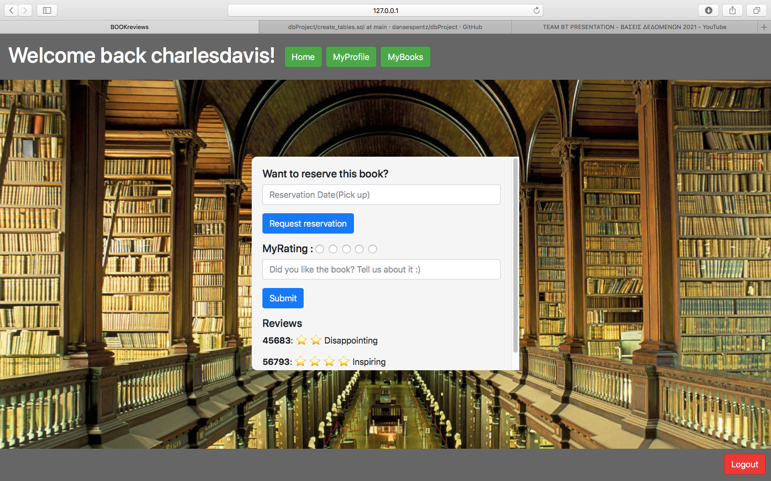 127.0.0.1
BOOKreviews
dbProject/create_tables.sql at main · danaespentz/dbProject · GitHub
TEAM BT PRESENTATION - ΒΑΣΕΙΣ ΔΕΔΟΜΕΝΩΝ 2021 - YouTube
Welcome back charlesdavis!
Home
MyProfile
MyBooks
Want to reserve this book?
Reservation Date(Pick up)
Request reservation
MyRating :
Did you like the book? Tell us about it :)
Submit
Reviews
45683: ⭐ ⭐ Disappointing
56793: ⭐ ⭐ ⭐ ⭐ Inspiring
Logout